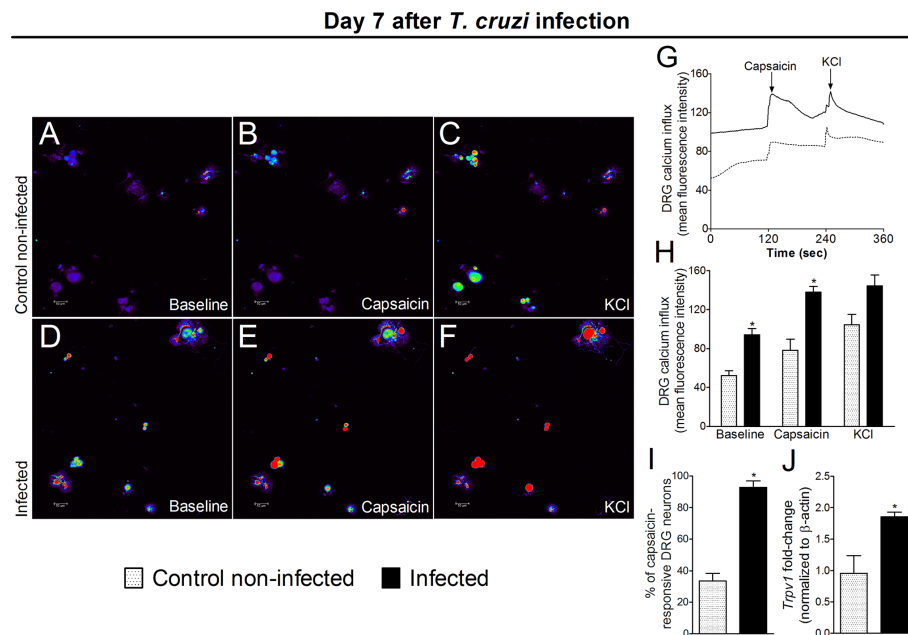 Day 7 after T. cruzi infection
Control non-infected
A
Baseline
B
Capsaicin
C
KCl
Infected
D
Baseline
E
Capsaicin
F
KCl
Control non-infected
Infected
G
DRG calcium influx
(mean fluorescence intensity)
160
120
80
40
0
Capsaicin
KCl
0 120 240 360
Time (sec)
H
DRG calcium influx
(mean fluorescence intensity)
160
120
80
40
0
*
*
Baseline Capsaicin KCl
I
% of capsaicin-
responsive DRG neurons
100
80
60
40
20
0
*
J
Trpv1 fold-change
(normalized to β-actin)
2.5
2.0
1.5
1.0
0.5
0.0
*